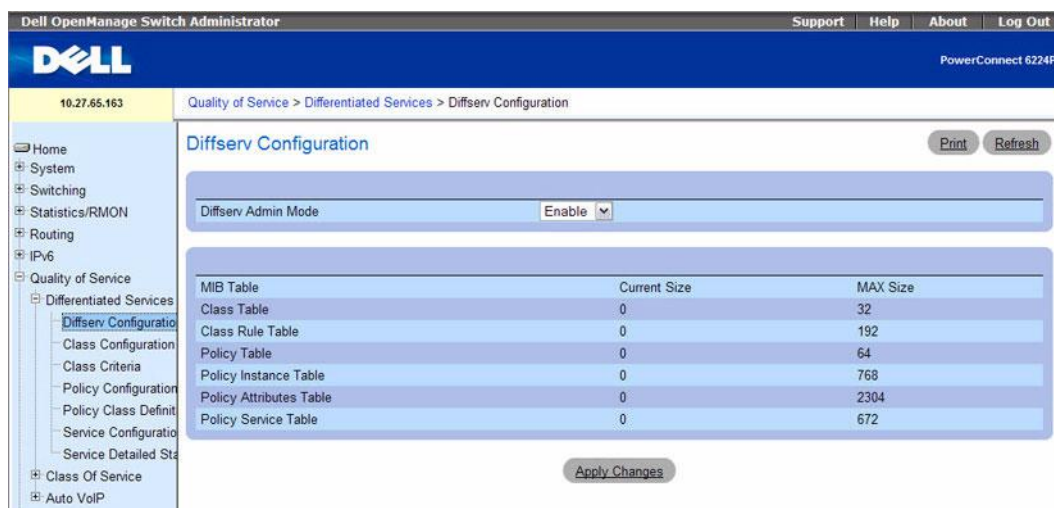 Dell OpenManage Switch Administrator Support Help About Log Out
DELL
PowerConnect 6224P
10.27.65.163
Quality of Service > Differentiated Services > Diffserv Configuration
Home
System
Switching
Statistics/RMON
Routing
IPv6
Quality of Service
Differentiated Services
Diffserv Configuratio
Class Configuration
Class Criteria
Policy Configuration
Policy Class Definit
Service Configuratio
Service Detailed Sta
Class Of Service
Auto VoIP
Diffserv Configuration
Print Refresh
Diffserv Admin Mode Enable
MIB Table Current Size MAX Size
Class Table 0 32
Class Rule Table 0 192
Policy Table 0 64
Policy Instance Table 0 768
Policy Attributes Table 0 2304
Policy Service Table 0 672
Apply Changes